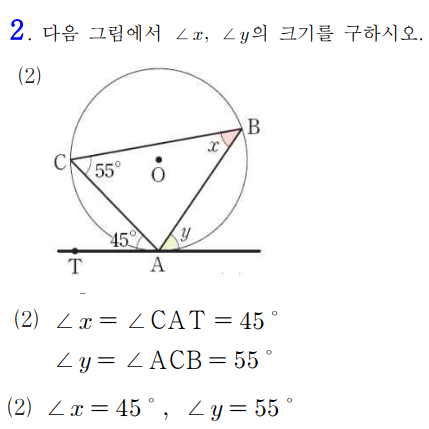 2. 다음 그림에서 ∠x, ∠y의 크기를 구하시오.
(2)
B
x
C
55°
O
45°
y
T
A
(2) ∠x = ∠CAT = 45°
∠y = ∠ACB = 55°
(2) ∠x = 45°, ∠y = 55°